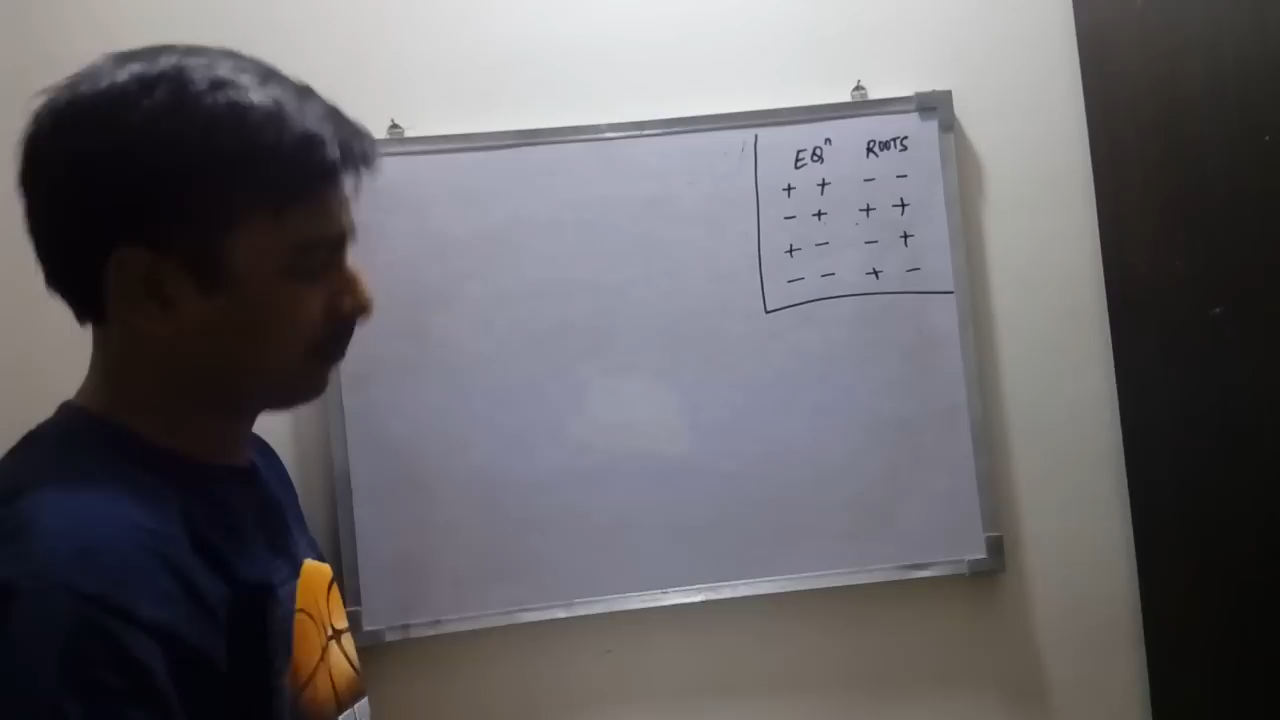 EQⁿ ROOTS
+ + - -
- + + +
+ - - +
- - + -